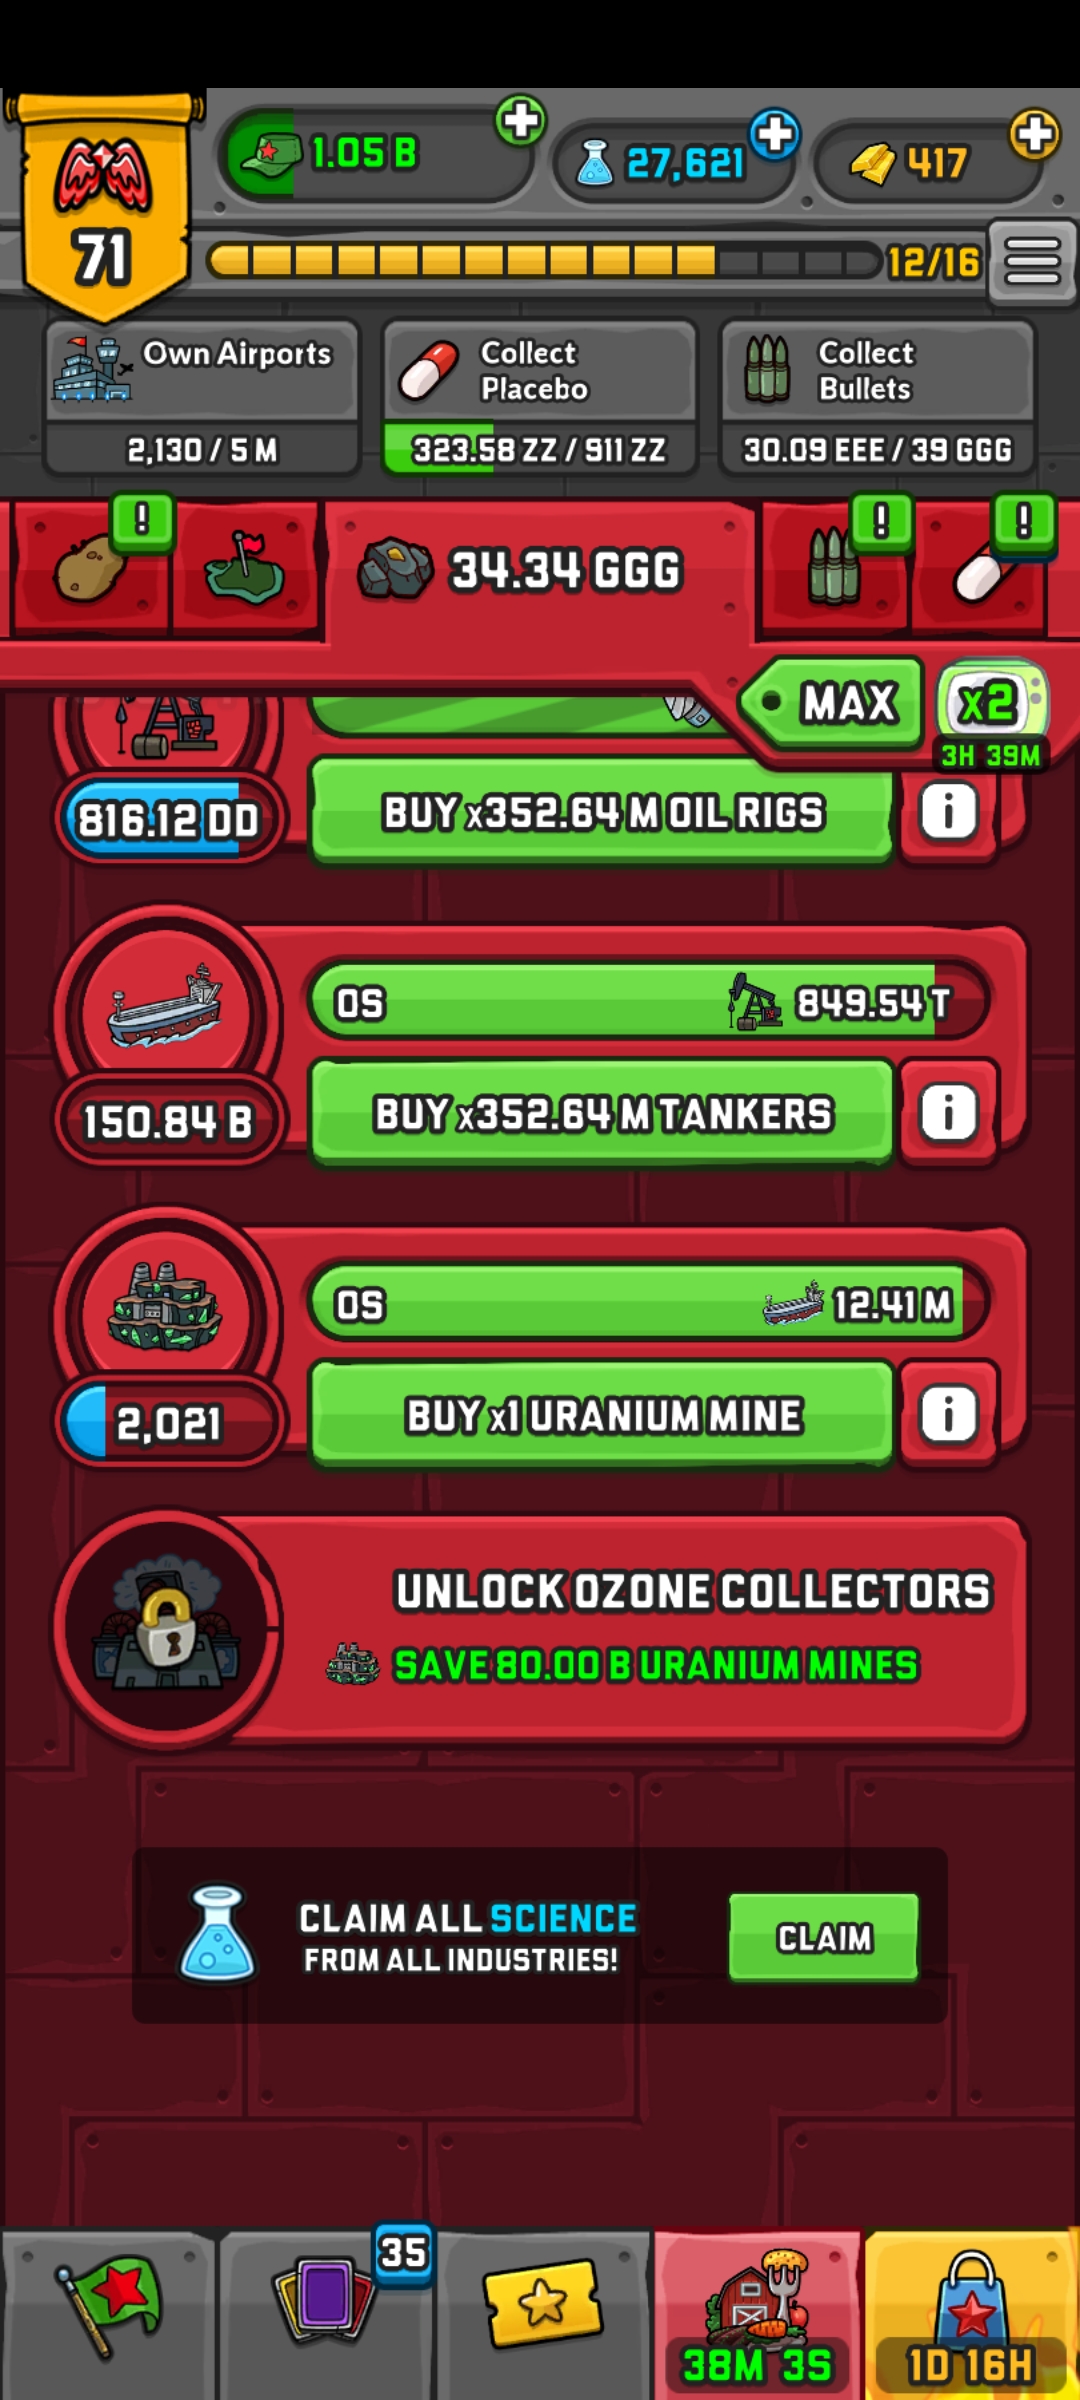 1.05 B
27,621
417
71
12/16
Own Airports
2,130 / 5 M
Collect
Placebo
323.58 ZZ / 911 ZZ
Collect
Bullets
30.09 EEE / 39 GGG
!
34.34 GGG
!
!
MAX
x2
3H 39M
816.12 DD
BUY x352.64 M OIL RIGS
i
0S
849.54 T
150.84 B
BUY x352.64 M TANKERS
i
0S
12.41 M
2,021
BUY x1 URANIUM MINE
i
UNLOCK OZONE COLLECTORS
SAVE 80.00 B URANIUM MINES
CLAIM ALL SCIENCE
FROM ALL INDUSTRIES!
CLAIM
35
38M 3S
1D 16H